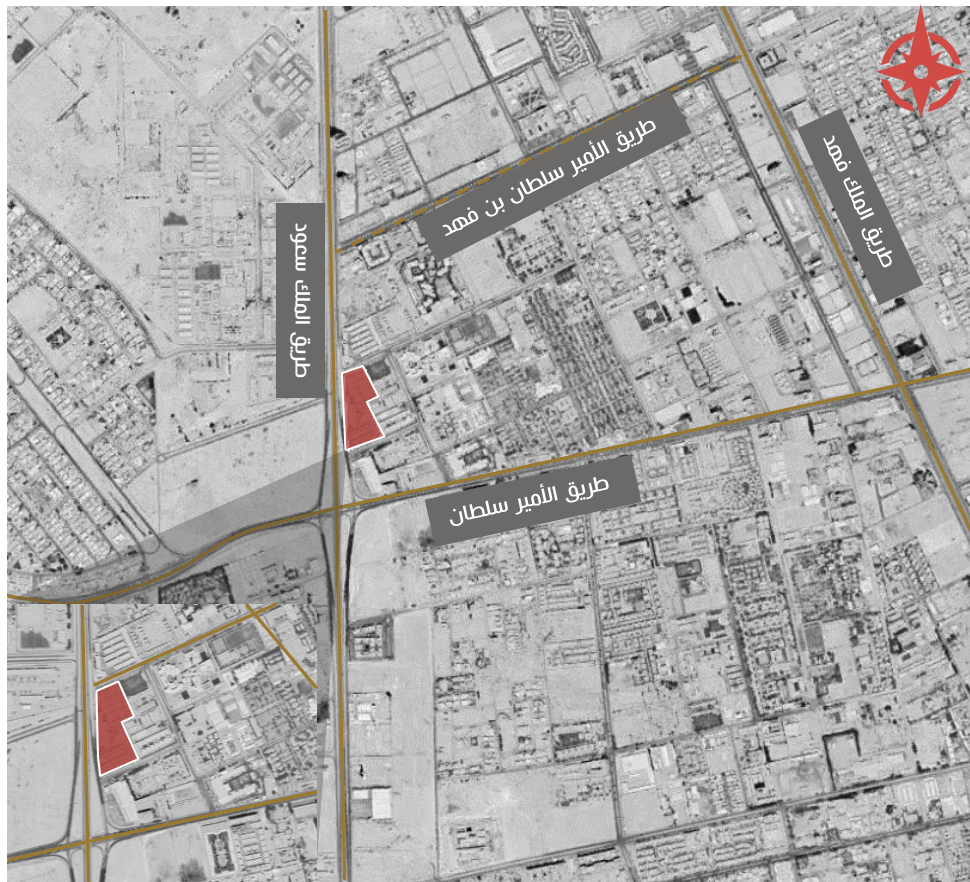 طريق الأمير سلطان بن فهد
طريق الملك فهد
طريق الملك سعود
طريق الأمير سلطان